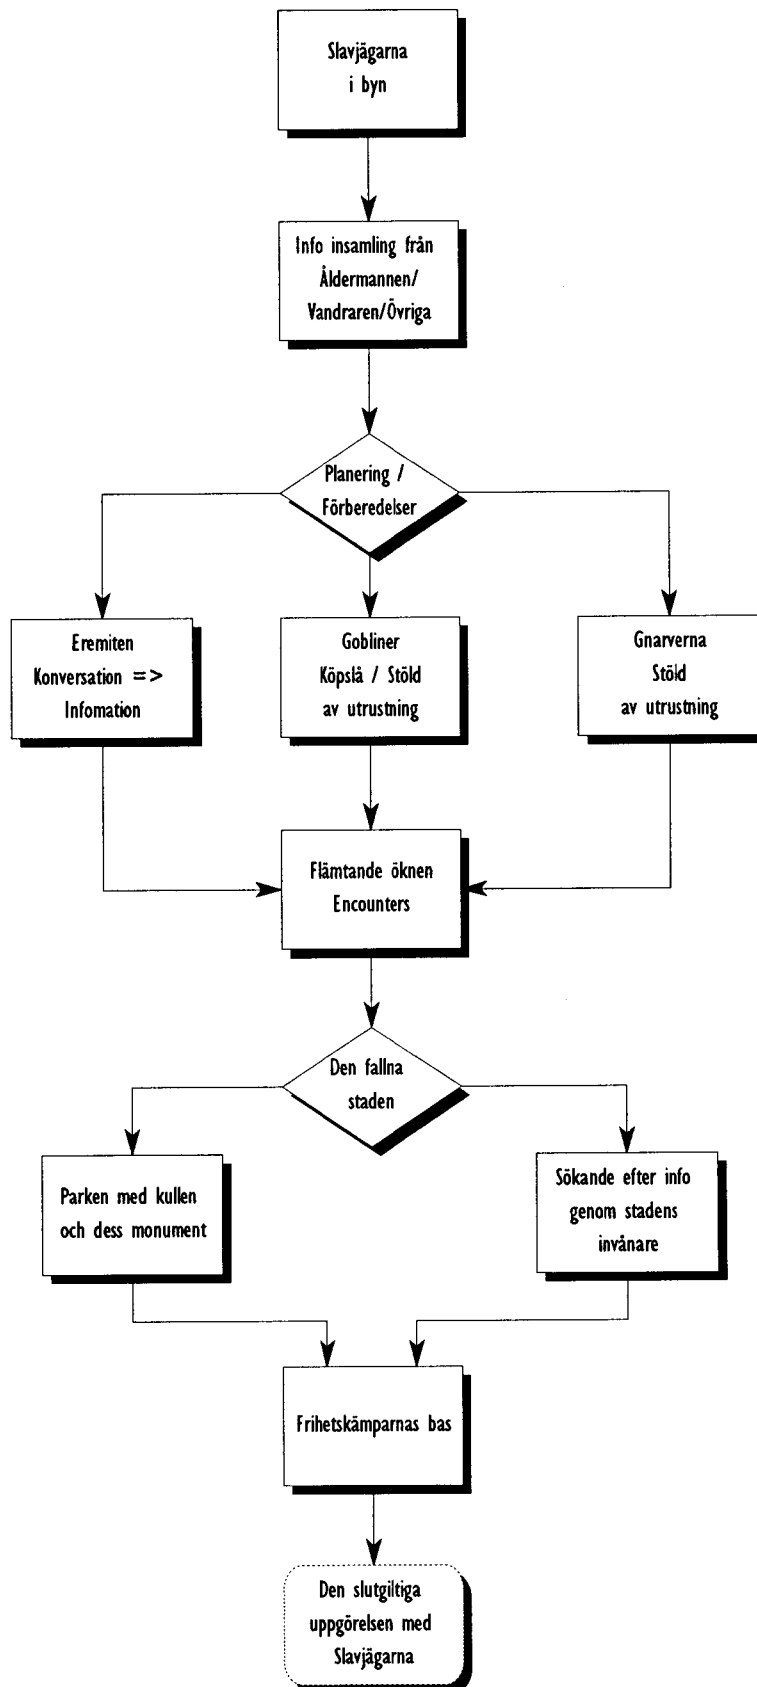 Slavjägarna
i byn
Info insamling från
Åldermannen/
Vandraren/Övriga
Planering /
Förberedelser
Eremiten
Konversation =>
Infomation
Gobliner
Köpslå / Stöld
av utrustning
Gnarverna
Stöld
av utrustning
Flämtande öknen
Encounters
Den fallna
staden
Parken med kullen
och dess monument
Sökande efter info
genom stadens
invånare
Frihetskämparnas bas
Den slutgiltiga
uppgörelsen med
Slavjägarna